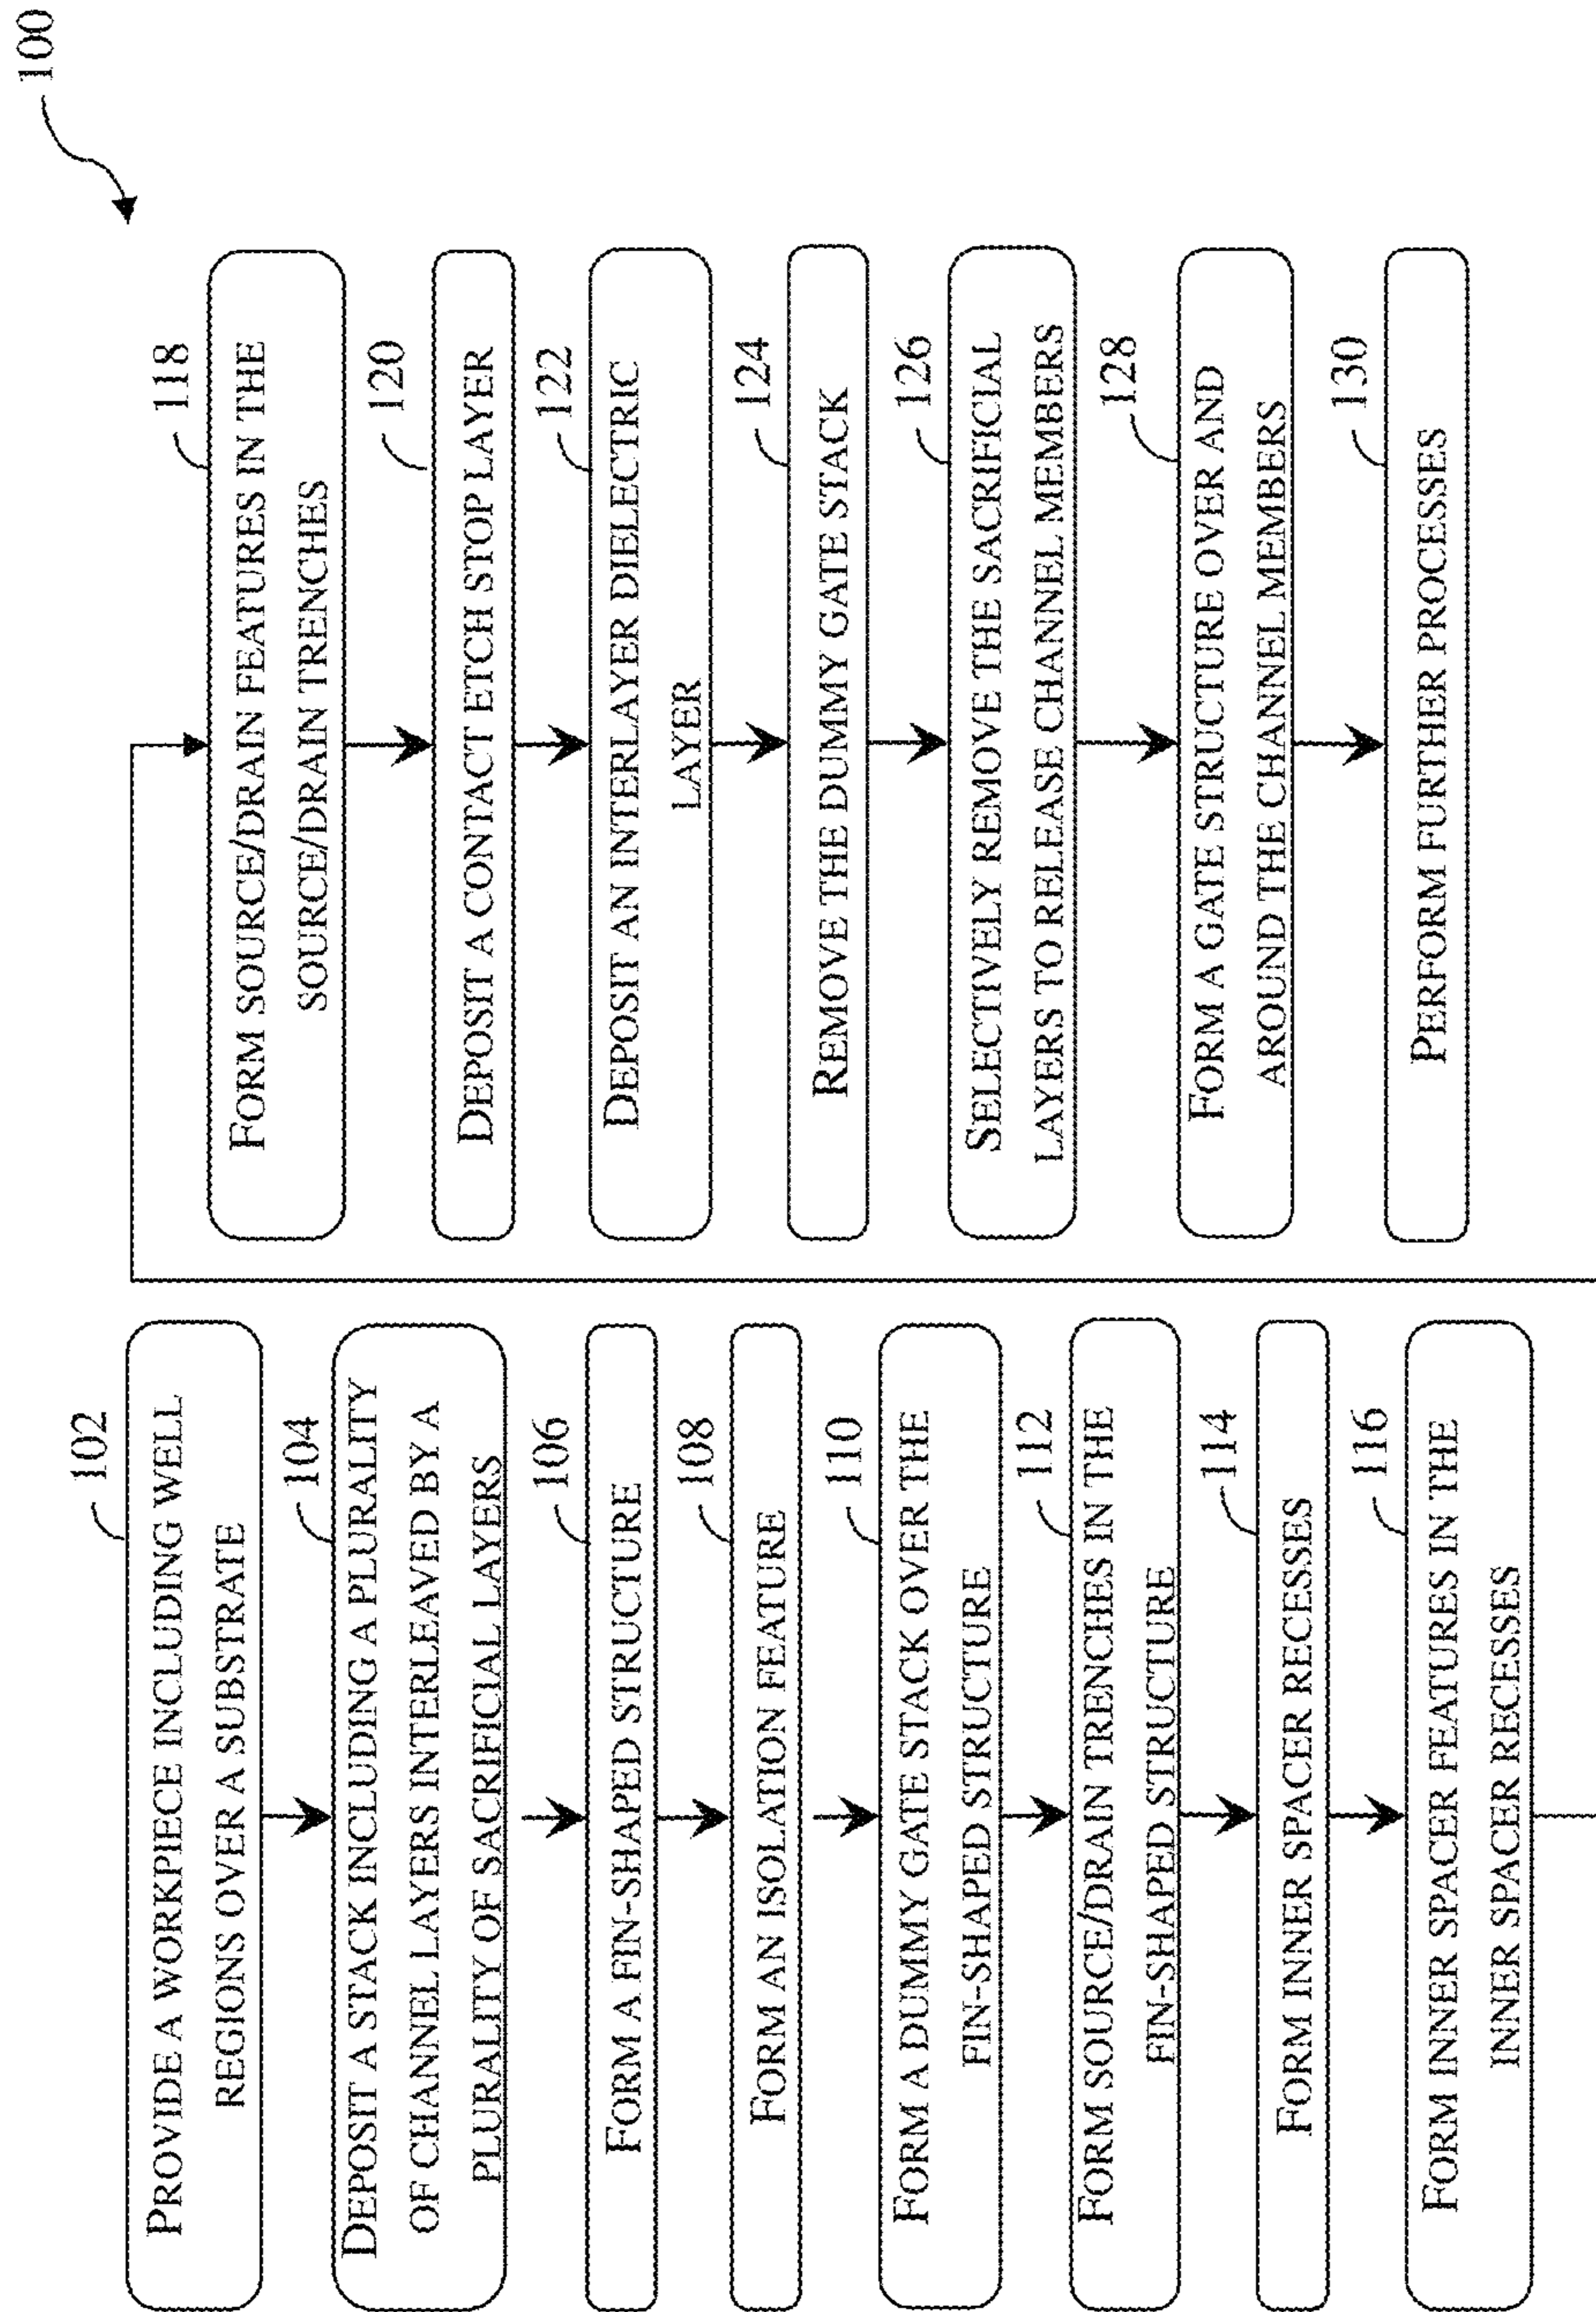 100
102
PROVIDE A WORKPIECE INCLUDING WELL
REGIONS OVER A SUBSTRATE
104
DEPOSIT A STACK INCLUDING A PLURALITY
OF CHANNEL LAYERS INTERLEAVED BY A
PLURALITY OF SACRIFICIAL LAYERS
106
FORM A FIN-SHAPED STRUCTURE
108
FORM AN ISOLATION FEATURE
110
FORM A DUMMY GATE STACK OVER THE
FIN-SHAPED STRUCTURE
112
FORM SOURCE/DRAIN TRENCHES IN THE
FIN-SHAPED STRUCTURE
114
FORM INNER SPACER RECESSES
116
FORM INNER SPACER FEATURES IN THE
INNER SPACER RECESSES
118
FORM SOURCE/DRAIN FEATURES IN THE
SOURCE/DRAIN TRENCHES
120
DEPOSIT A CONTACT ETCH STOP LAYER
122
DEPOSIT AN INTERLAYER DIELECTRIC
LAYER
124
REMOVE THE DUMMY GATE STACK
126
SELECTIVELY REMOVE THE SACRIFICIAL
LAYERS TO RELEASE CHANNEL MEMBERS
128
FORM A GATE STRUCTURE OVER AND
AROUND THE CHANNEL MEMBERS
130
PERFORM FURTHER PROCESSES